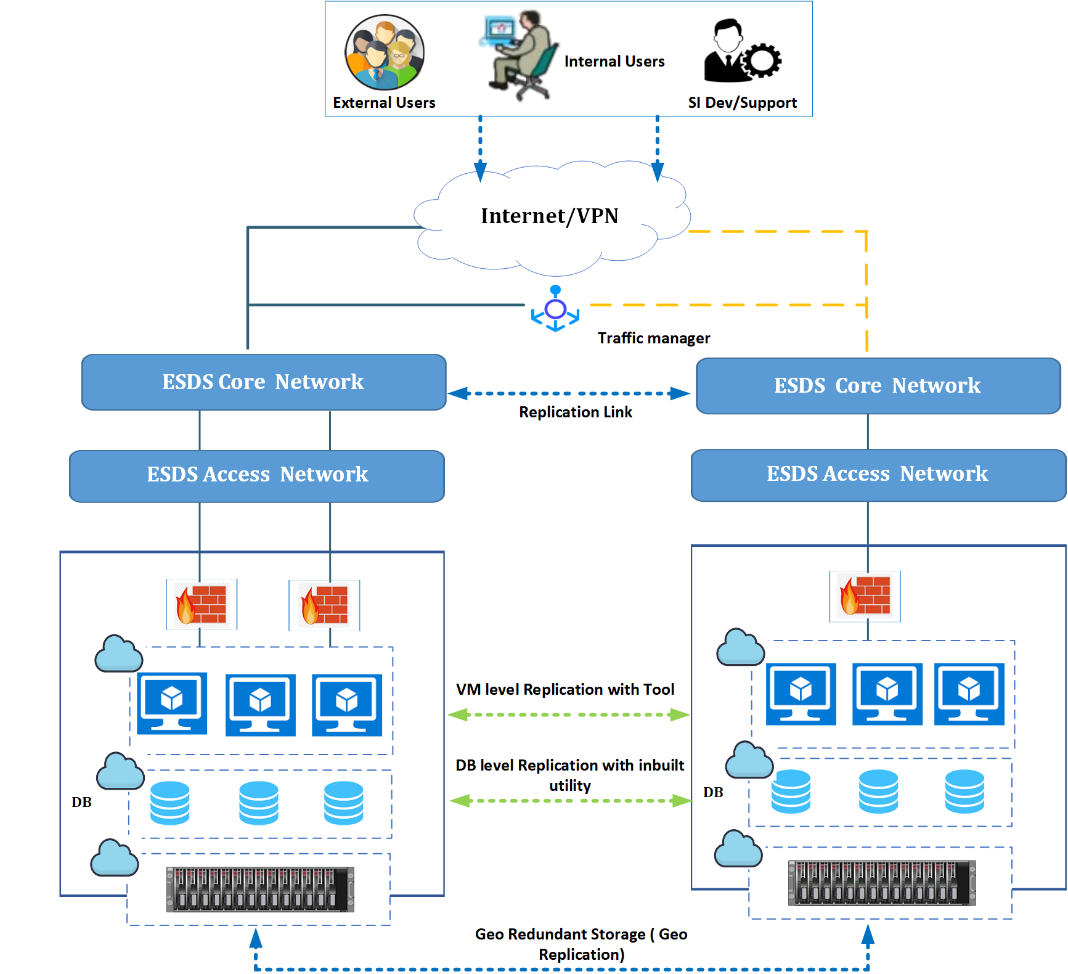 External Users
Internal Users
SI Dev/Support
Internet/VPN
Traffic manager
ESDS Core Network
ESDS Core Network
Replication Link
ESDS Access Network
ESDS Access Network
VM level Replication with Tool
DB level Replication with inbuilt
utility
DB
DB
Geo Redundant Storage ( Geo
Replication)